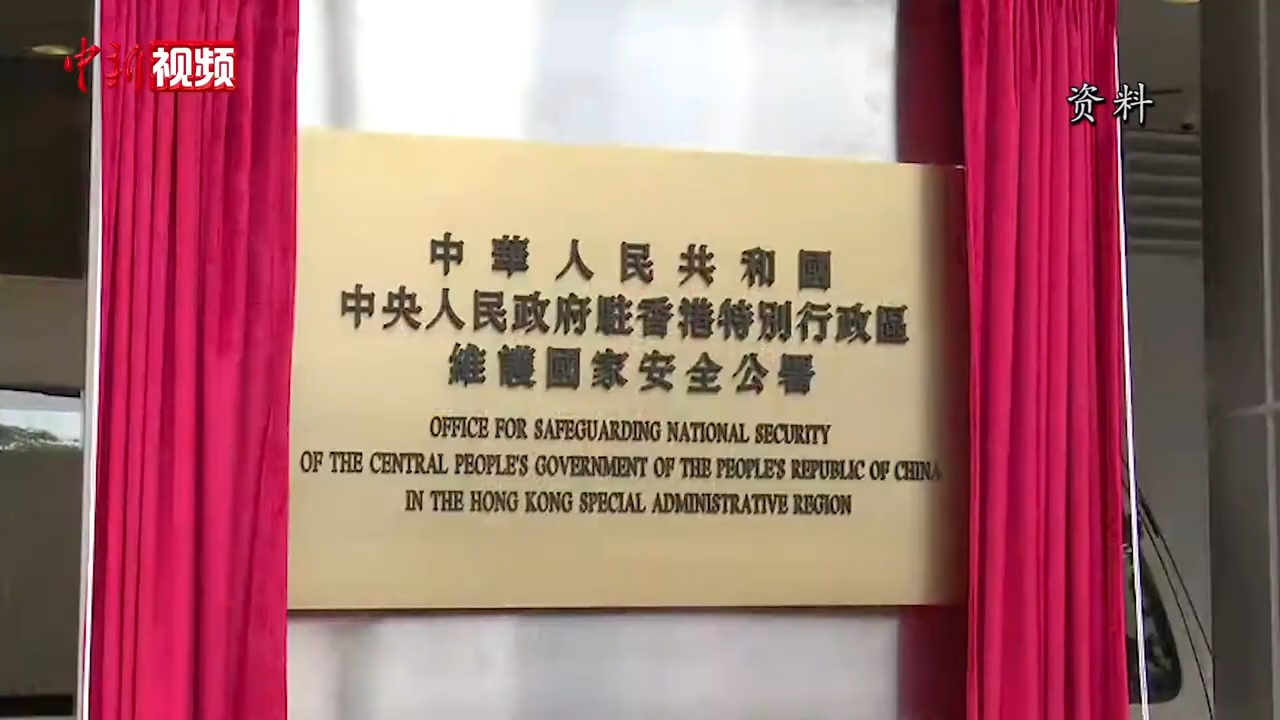 中新视频
资料
中華人民共和國
中央人民政府駐香港特別行政區
維護國家安全公署
OFFICE FOR SAFEGUARDING NATIONAL SECURITY
OF THE CENTRAL PEOPLE'S GOVERNMENT OF THE PEOPLE'S REPUBLIC OF CHINA
IN THE HONG KONG SPECIAL ADMINISTRATIVE REGION